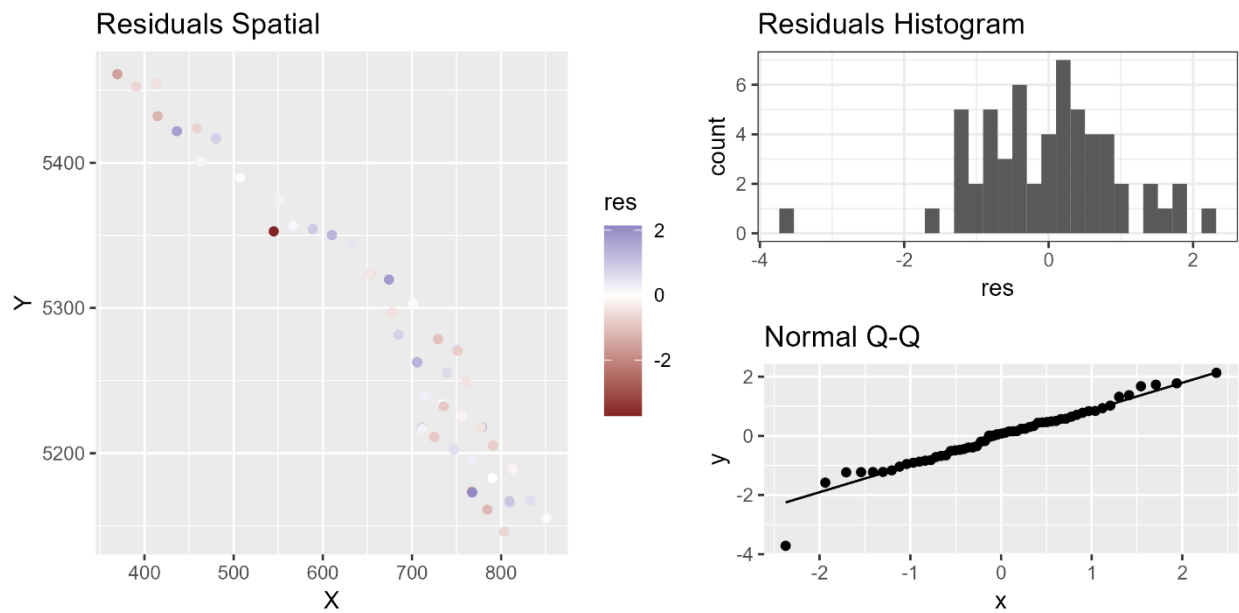 Residuals Spatial
5400
5300
5200
Y
400 500 600 700 800
X
res
2
0
-2
Residuals Histogram
6
4
2
0
count
-4 -2 0 2
res
Normal Q-Q
2
0
-2
-4
y
-2 -1 0 1 2
x